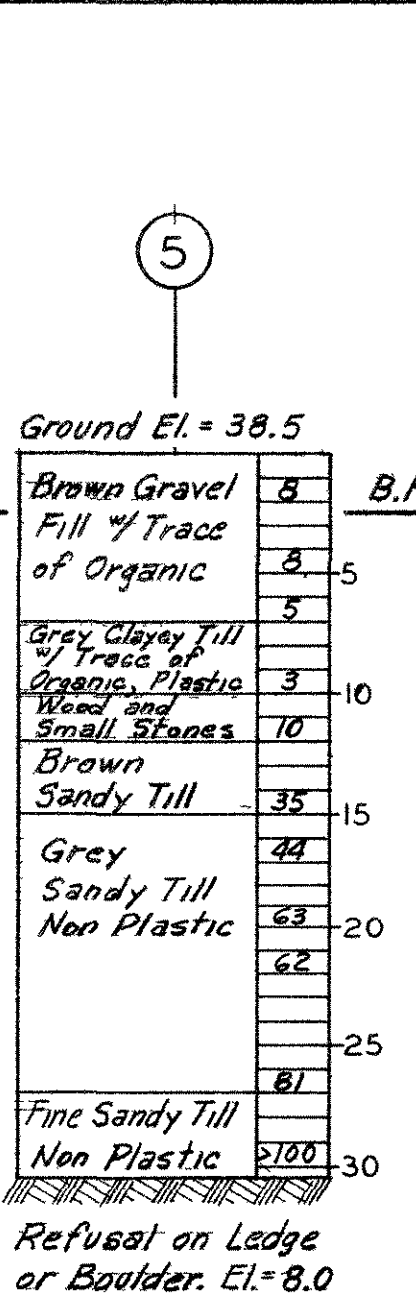 5
Ground El. = 38.5
Brown Gravel
Fill w/ Trace
of Organic
8
8
5
5
Grey Clayey Till
w/ Trace of
Organic, Plastic
3
10
Wood and
Small Stones
10
Brown
Sandy Till
35
15
Grey
Sandy Till
Non Plastic
44
63
20
62
25
81
Fine Sandy Till
Non Plastic
>100
30
Refusal on Ledge
or Boulder. El.=8.0